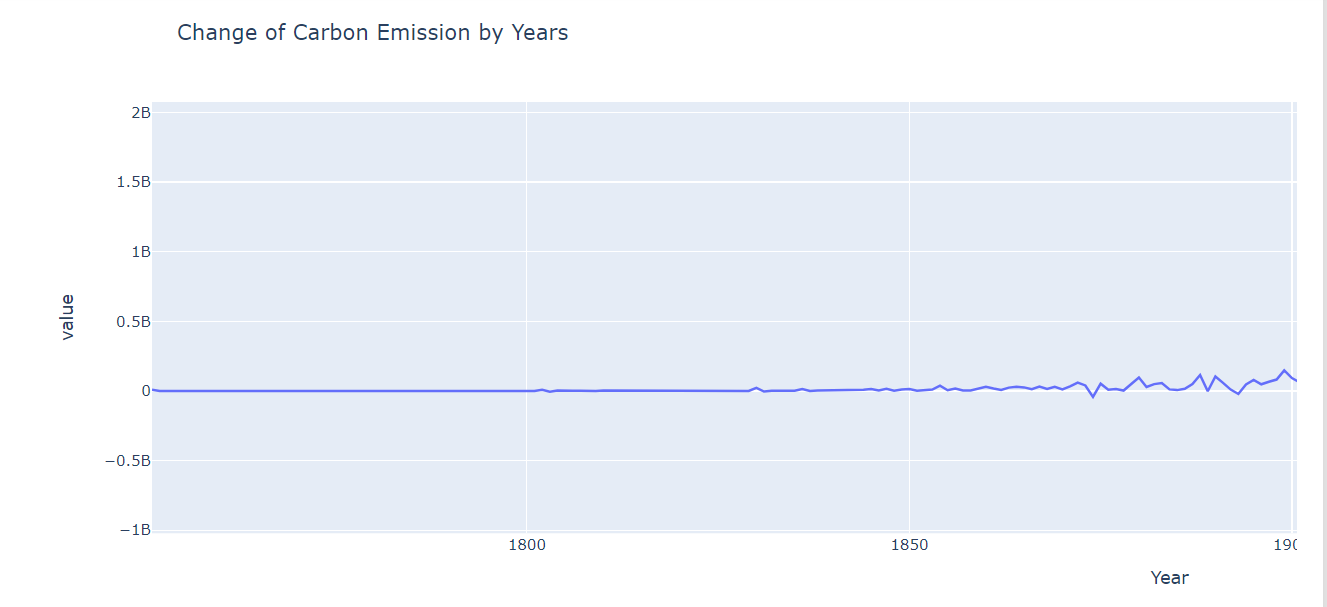 Change of Carbon Emission by Years
2B
1.5B
1B
0.5B
0
−0.5B
−1B
value
1800
1850
190
Year